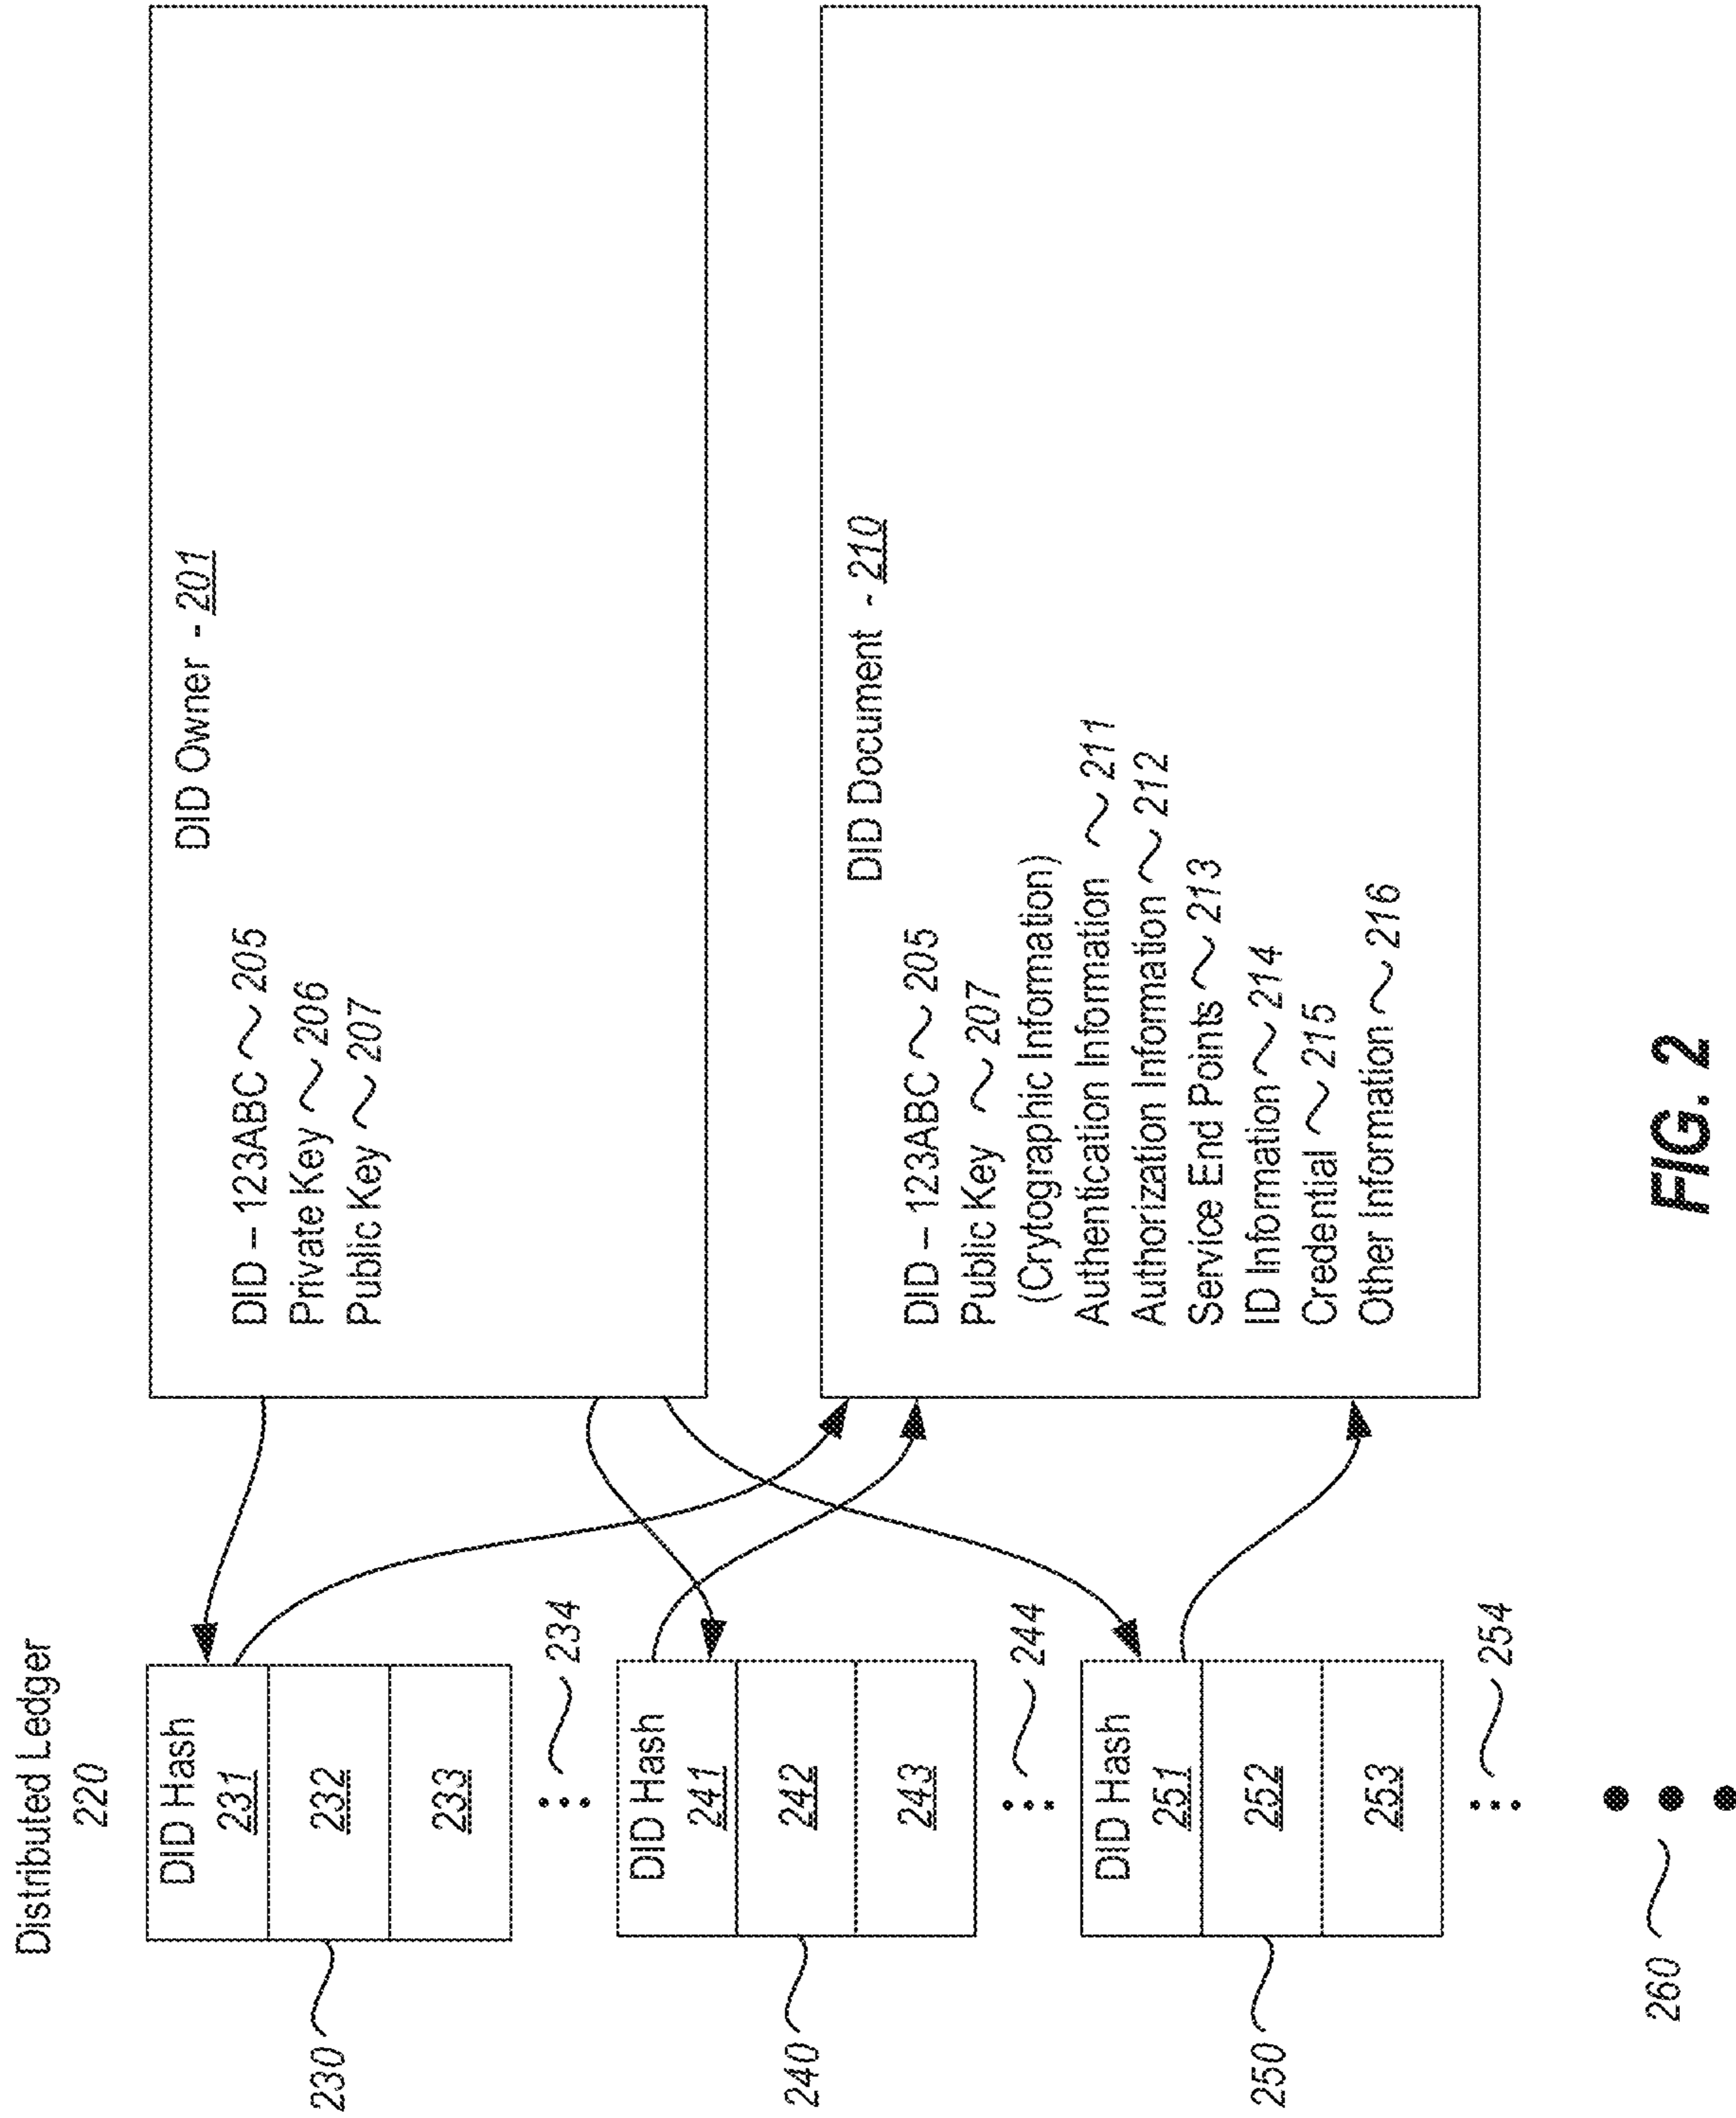 Distributed Ledger
220
DID Hash
231
232
233
234
230
DID Hash
241
242
243
244
240
DID Hash
251
252
253
254
250
260
DID Owner - 201
DID – 123ABC ~ 205
Private Key ~ 206
Public Key ~ 207
DID Document - 210
DID – 123ABC ~ 205
Public Key ~ 207
(Crytographic Information)
Authentication Information ~ 211
Authorization Information ~ 212
Service End Points ~ 213
ID Information ~ 214
Credential ~ 215
Other Information ~ 216
FIG. 2